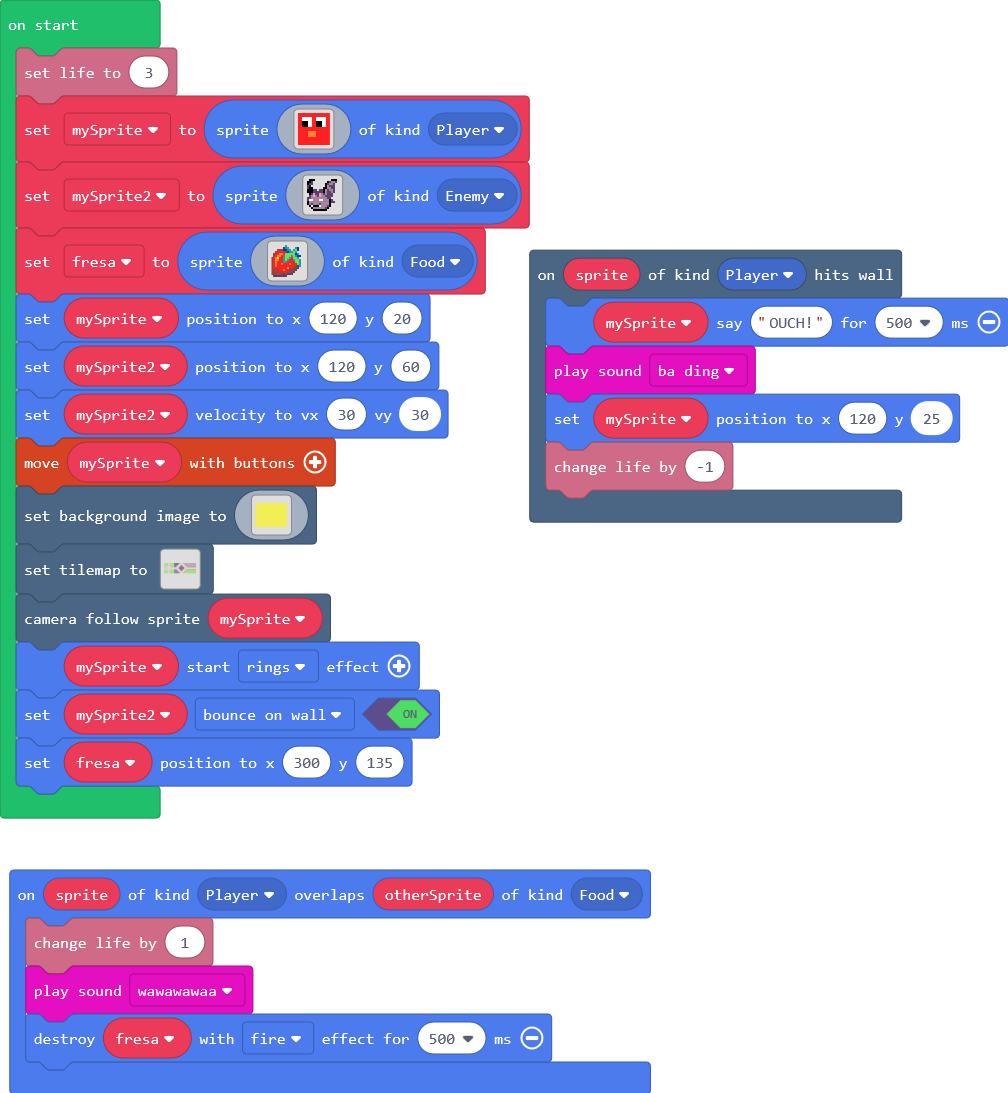 on start
set life to 3
set mySprite to sprite of kind Player
set mySprite2 to sprite of kind Enemy
set fresa to sprite of kind Food
set mySprite position to x 120 y 20
set mySprite2 position to x 120 y 60
set mySprite2 velocity to vx 30 vy 30
move mySprite with buttons
set background image to
set tilemap to
camera follow sprite mySprite
mySprite start rings effect
set mySprite2 bounce on wall ON
set fresa position to x 300 y 135
on sprite of kind Player hits wall
mySprite say "OUCH!" for 500 ms
play sound ba ding
set mySprite position to x 120 y 25
change life by -1
on sprite of kind Player overlaps otherSprite of kind Food
change life by 1
play sound wawawawaa
destroy fresa with fire effect for 500 ms